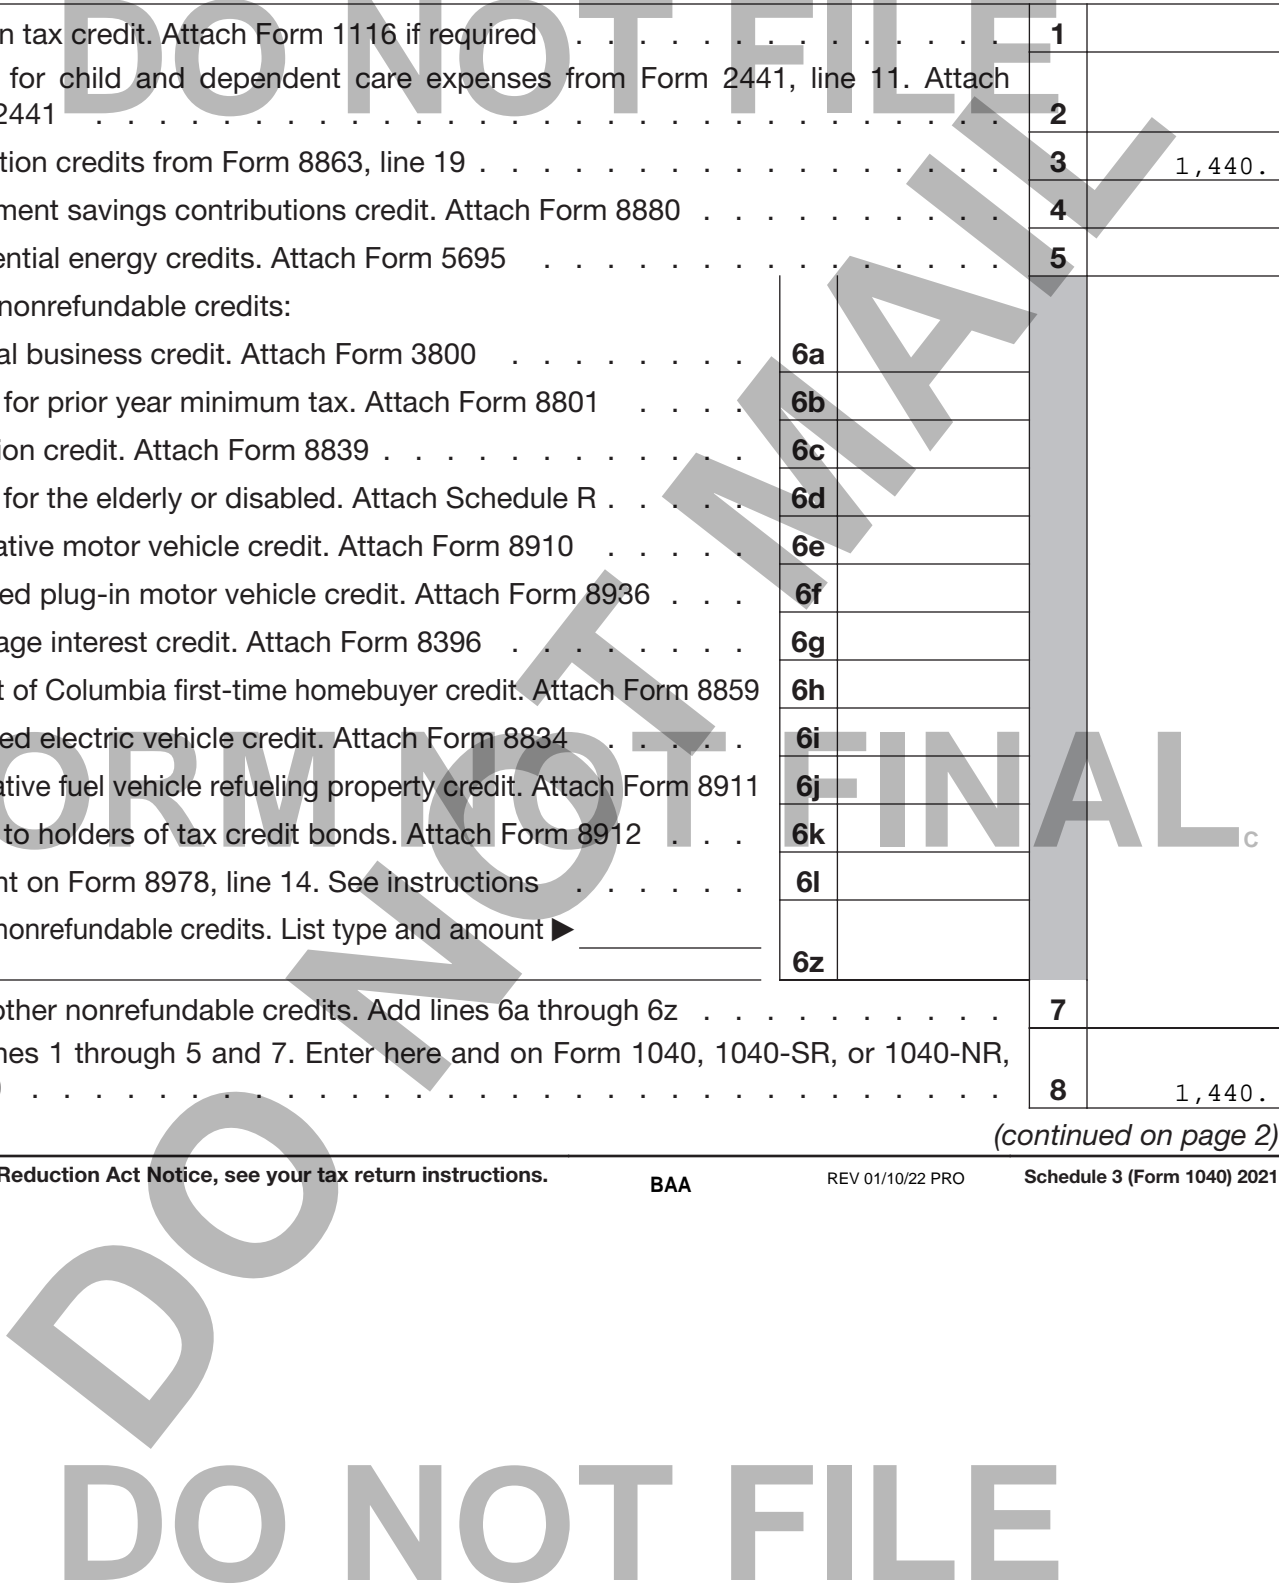 DO NOT FILE
n tax credit. Attach Form 1116 if required . . . . . . . . . . . . . . 1
for child and dependent care expenses from Form 2441, line 11. Attach
2441 . . . . . . . . . . . . . . . . . . . . . . 2
tion credits from Form 8863, line 19 . . . . . . . . . . . . . . . . . 3 1,440.
ment savings contributions credit. Attach Form 8880 . . . . . . . . . . 4
ential energy credits. Attach Form 5695 . . . . . . . . . . . . . . . 5
nonrefundable credits:
al business credit. Attach Form 3800 . . . . . . . . 6a
for prior year minimum tax. Attach Form 8801 . . . . 6b
ion credit. Attach Form 8839 . . . . . . . . . . . . 6c
for the elderly or disabled. Attach Schedule R . . . . . 6d
ative motor vehicle credit. Attach Form 8910 . . . . . 6e
ed plug-in motor vehicle credit. Attach Form 8936 . . . 6f
age interest credit. Attach Form 8396 . . . . . . . . 6g
t of Columbia first-time homebuyer credit. Attach Form 8859 6h
ed electric vehicle credit. Attach Form 8834 . . . . . 6i
ative fuel vehicle refueling property credit. Attach Form 8911 6j
ORM NOT FINAL
c
to holders of tax credit bonds. Attach Form 8912 . . . 6k
nt on Form 8978, line 14. See instructions . . . . . . 6l
nonrefundable credits. List type and amount ▶
6z
other nonrefundable credits. Add lines 6a through 6z . . . . . . . . . . 7
nes 1 through 5 and 7. Enter here and on Form 1040, 1040-SR, or 1040-NR,
. . . . . . . . . . . . . . . . . . . . . . . . 8 1,440.
(continued on page 2)
Reduction Act Notice, see your tax return instructions. BAA REV 01/10/22 PRO Schedule 3 (Form 1040) 2021
DO NOT MAIL
DO NOT FILE